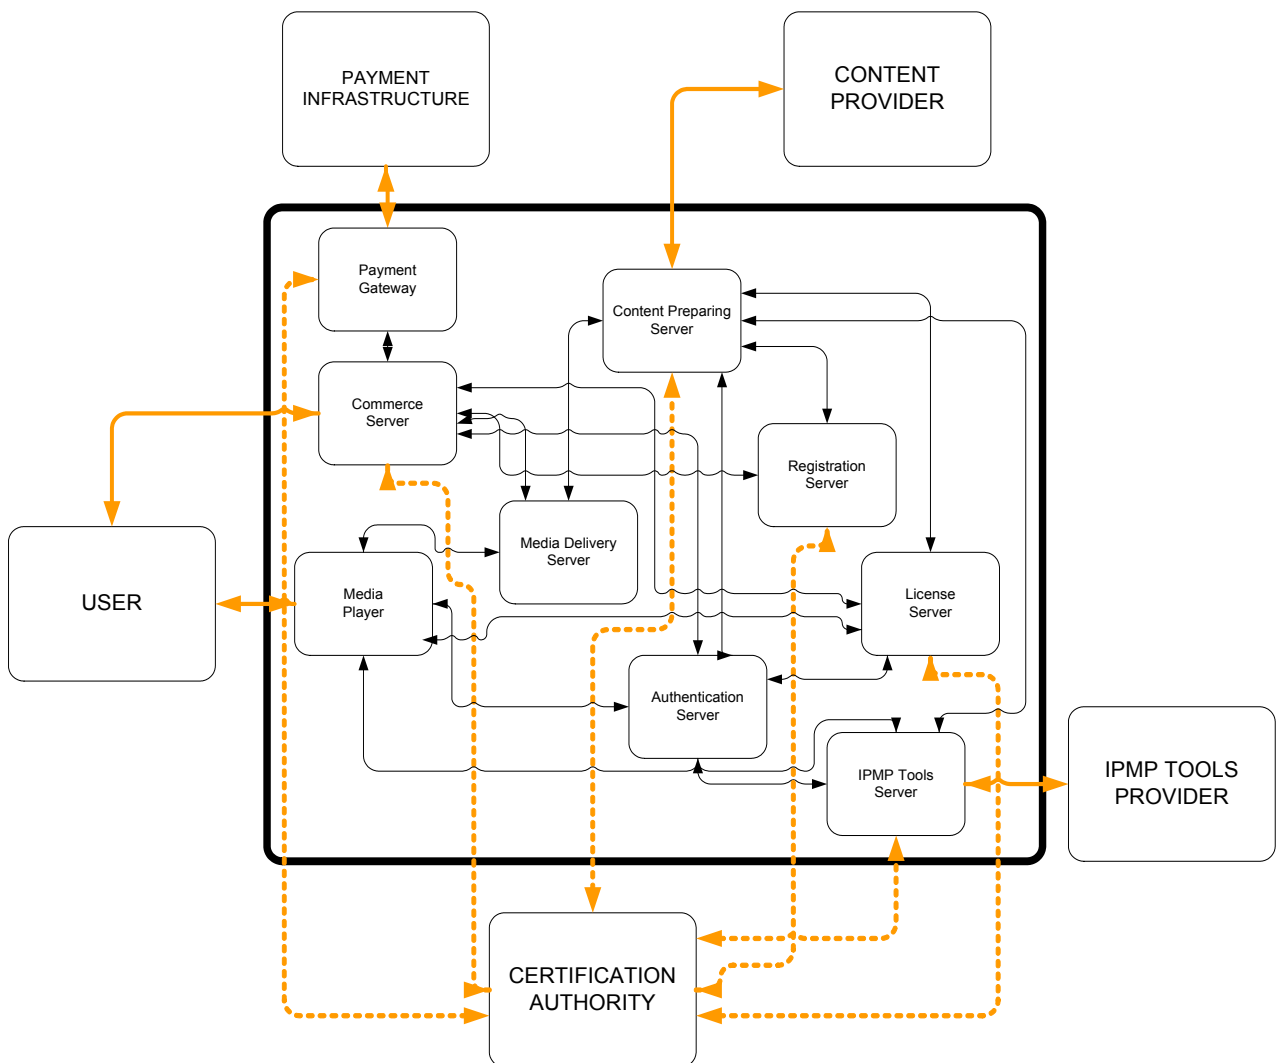 PAYMENT
INFRASTRUCTURE
CONTENT
PROVIDER
Payment
Gateway
Content Preparing
Server
Commerce
Server
Registration
Server
Media Delivery
Server
USER
Media
Player
License
Server
Authentication
Server
IPMP Tools
Server
IPMP TOOLS
PROVIDER
CERTIFICATION
AUTHORITY